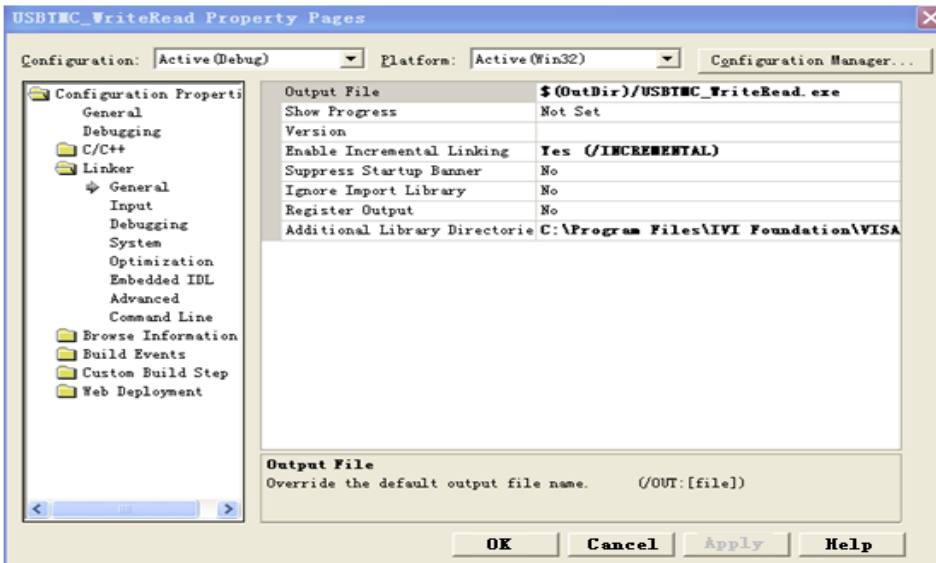 USBTMC_WriteRead Property Pages
Configuration: Active(Debug) Platform: Active(Win32) Configuration Manager...
Configuration Properti
General
Debugging
C/C++
Linker
General
Input
Debugging
System
Optimization
Embedded IDL
Advanced
Command Line
Browse Information
Build Events
Custom Build Step
Web Deployment
Output File $(OutDir)/USBTMC_WriteRead.exe
Show Progress Not Set
Version
Enable Incremental Linking Yes (/INCREMENTAL)
Suppress Startup Banner No
Ignore Import Library No
Register Output No
Additional Library Directorie C:\Program Files\IVI Foundation\VISA
Output File
Override the default output file name. (/OUT:[file])
OK Cancel Apply Help